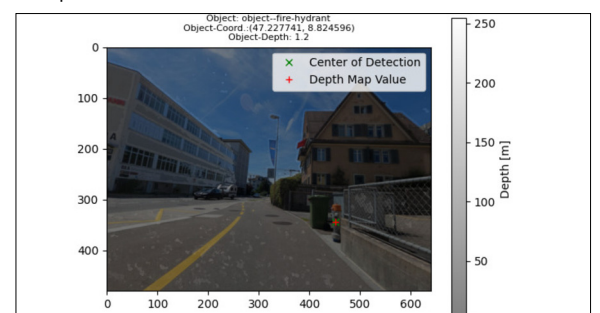 Object: object--fire-hydrant
Object-Coord.:(47.227741, 8.824596)
Object-Depth: 1.2
Center of Detection
Depth Map Value
0
100
200
300
400
0 100 200 300 400 500 600
250
200
150
100
50
Depth [m]